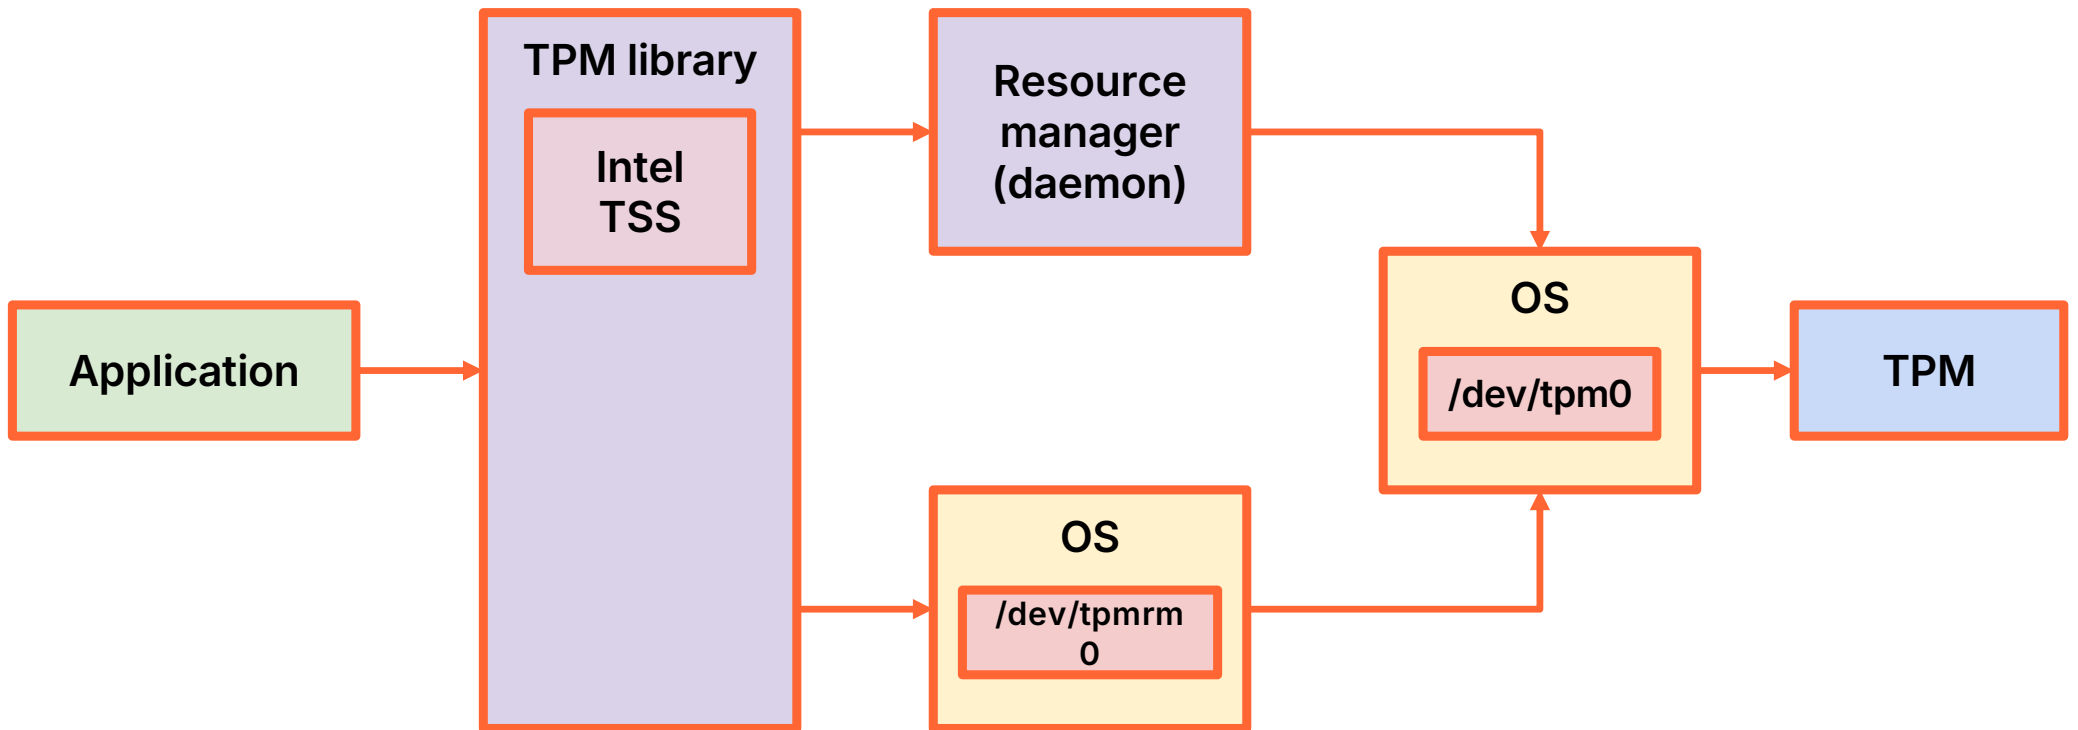 TPM library
Intel
TSS
Resource
manager
(daemon)
Application
OS
/dev/tpm0
TPM
OS
/dev/tpmrm
0